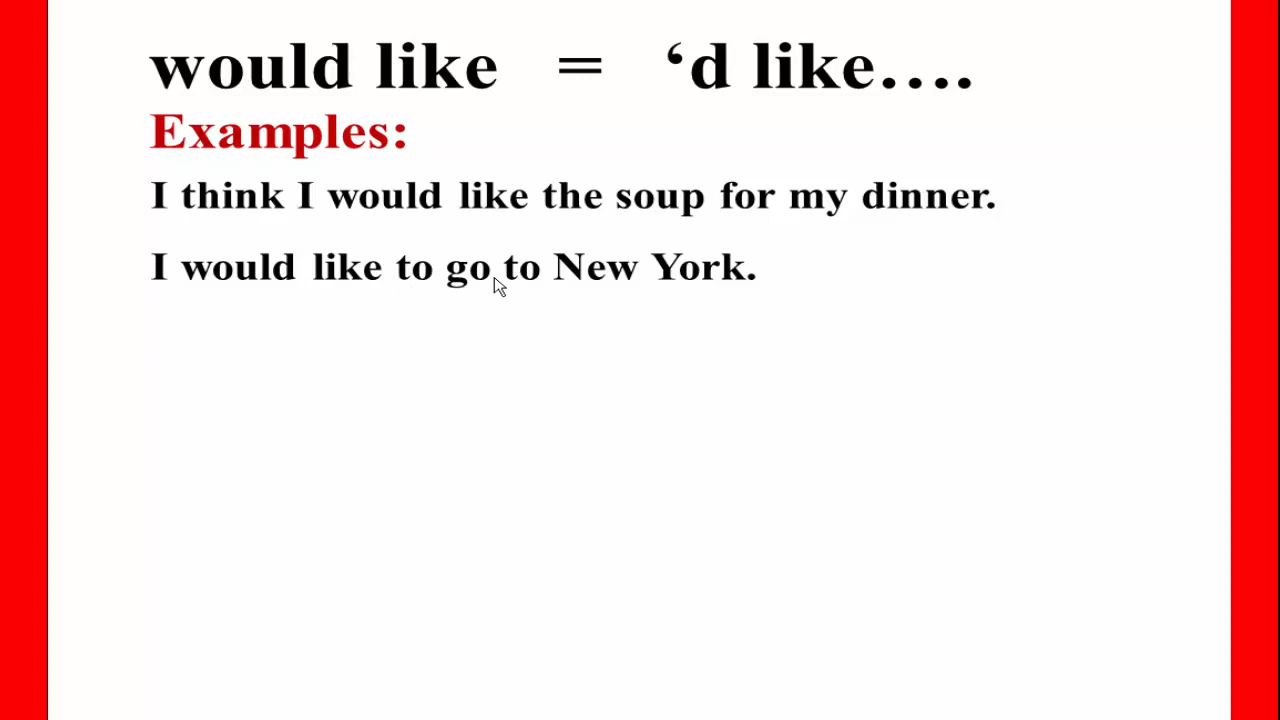 would like = ‘d like....
Examples:
I think I would like the soup for my dinner.
I would like to go to New York.